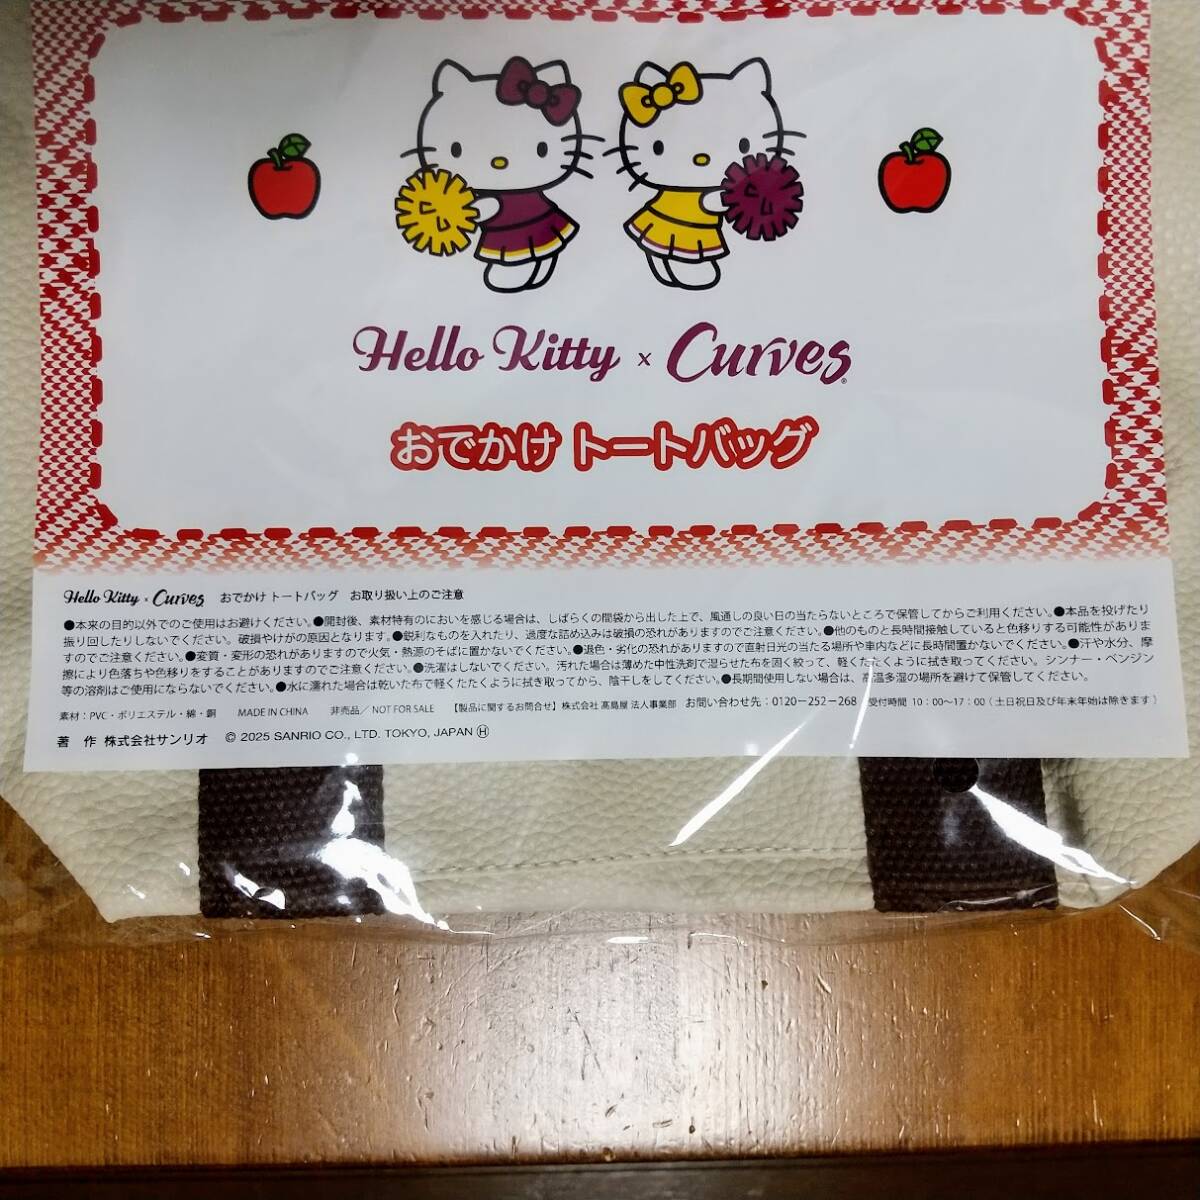 Hello Kitty × Curves®
おでかけ トートバッグ
Hello Kitty × Curves おでかけ トートバッグ お取り扱い上のご注意
●本来の目的以外でのご使用はお避けください。●開封後、素材特有のにおいを感じる場合は、しばらくの間袋から出した上で、風通しの良い日の当たらないところで保管してからご利用ください。●本品を投げたり
振り回したりしないでください。破損やけがの原因となります。●鋭利なものを入れたり、過度な詰め込みは破損の恐れがありますのでご注意ください。●他のものと長時間接触していると色移りする可能性がありま
すのでご注意ください。●変質・変形の恐れがありますので火気・熱源のそばに置かないでください。●退色・劣化の恐れがありますので直射日光の当たる場所や車内などに長時間置かないでください。●汗や水分、摩
擦により色落ちや色移りをすることがありますのでご注意ください。●洗濯はしないでください。汚れた場合は薄めた中性洗剤で湿らせた布を固く絞って、軽くたたくように拭き取ってください。シンナー・ベンジン
等の溶剤はご使用にならないでください。●水に濡れた場合は乾いた布で軽くたたくように拭き取ってから、陰干しをしてください。●長期間使用しない場合は、高温多湿の場所を避けて保管してください。
素材：PVC・ポリエステル・綿・銅 MADE IN CHINA 非売品／NOT FOR SALE 【製品に関するお問合せ】株式会社 髙島屋 法人事業部 お問い合わせ先：0120−252−268 受付時間 10：00〜17：00（土日祝日及び年末年始は除きます）
著 作 株式会社サンリオ © 2025 SANRIO CO., LTD. TOKYO, JAPAN Ⓗ